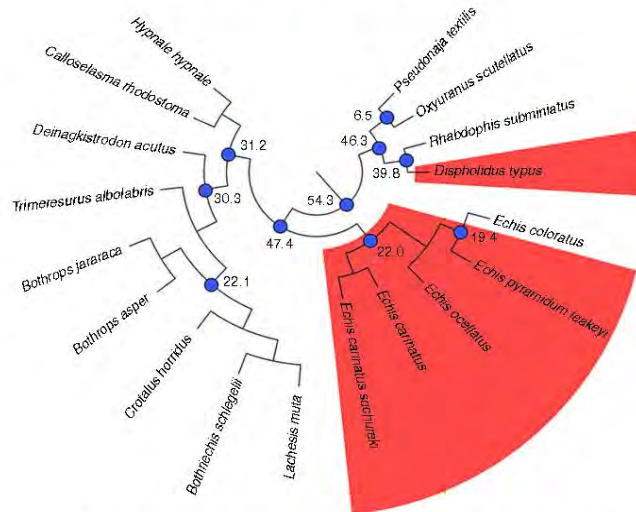 Hypnale hypnale
Calloselasma rhodostoma
Deinagkistrodon acutus
Trimeresurus albolabris
Bothrops jararaca
Bothrops asper
Crotalus horridus
Bothriechis schlegelii
Lachesis muta
Pseudonaja textilis
Oxyuranus scutellatus
Rhabdophis subminiatus
Dispholidus typus
Echis coloratus
Echis pyramidum leakeyi
Echis ocellatus
Echis carinatus
Echis carinatus sochureki
31.2
30.3
22.1
47.4
54.3
6.5
46.3
39.8
22.0
19.4